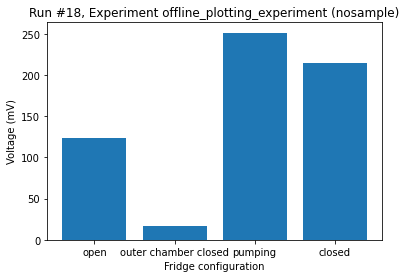 Run #18, Experiment offline_plotting_experiment (nosample)
250
200
150
100
50
0
Voltage (mV)
open outer chamber closed pumping closed
Fridge configuration